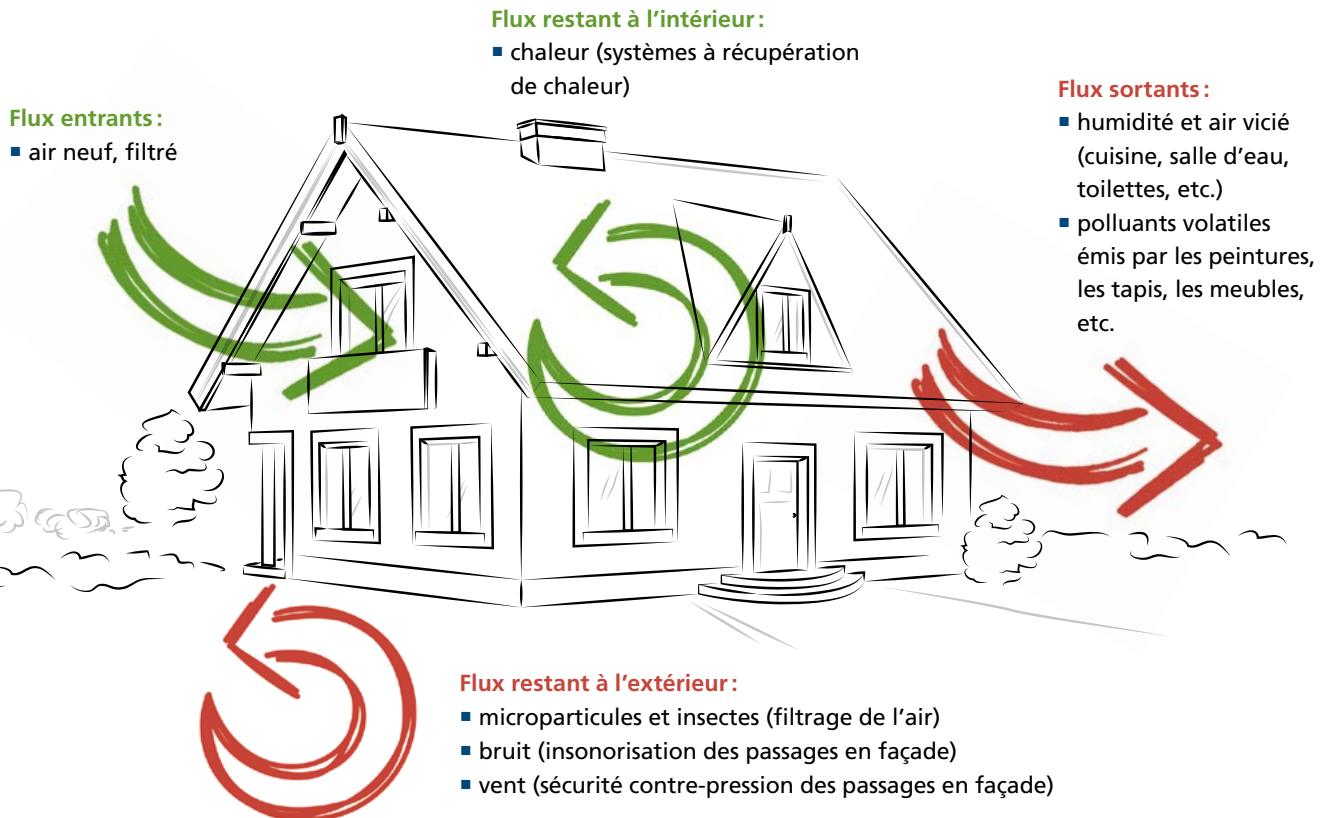 Flux restant à l’intérieur :
▪ chaleur (systèmes à récupération
de chaleur)
Flux entrants :
▪ air neuf, filtré
Flux sortants :
▪ humidité et air vicié
(cuisine, salle d’eau,
toilettes, etc.)
▪ polluants volatiles
émis par les peintures,
les tapis, les meubles,
etc.
Flux restant à l’extérieur :
▪ microparticules et insectes (filtrage de l’air)
▪ bruit (insonorisation des passages en façade)
▪ vent (sécurité contre-pression des passages en façade)